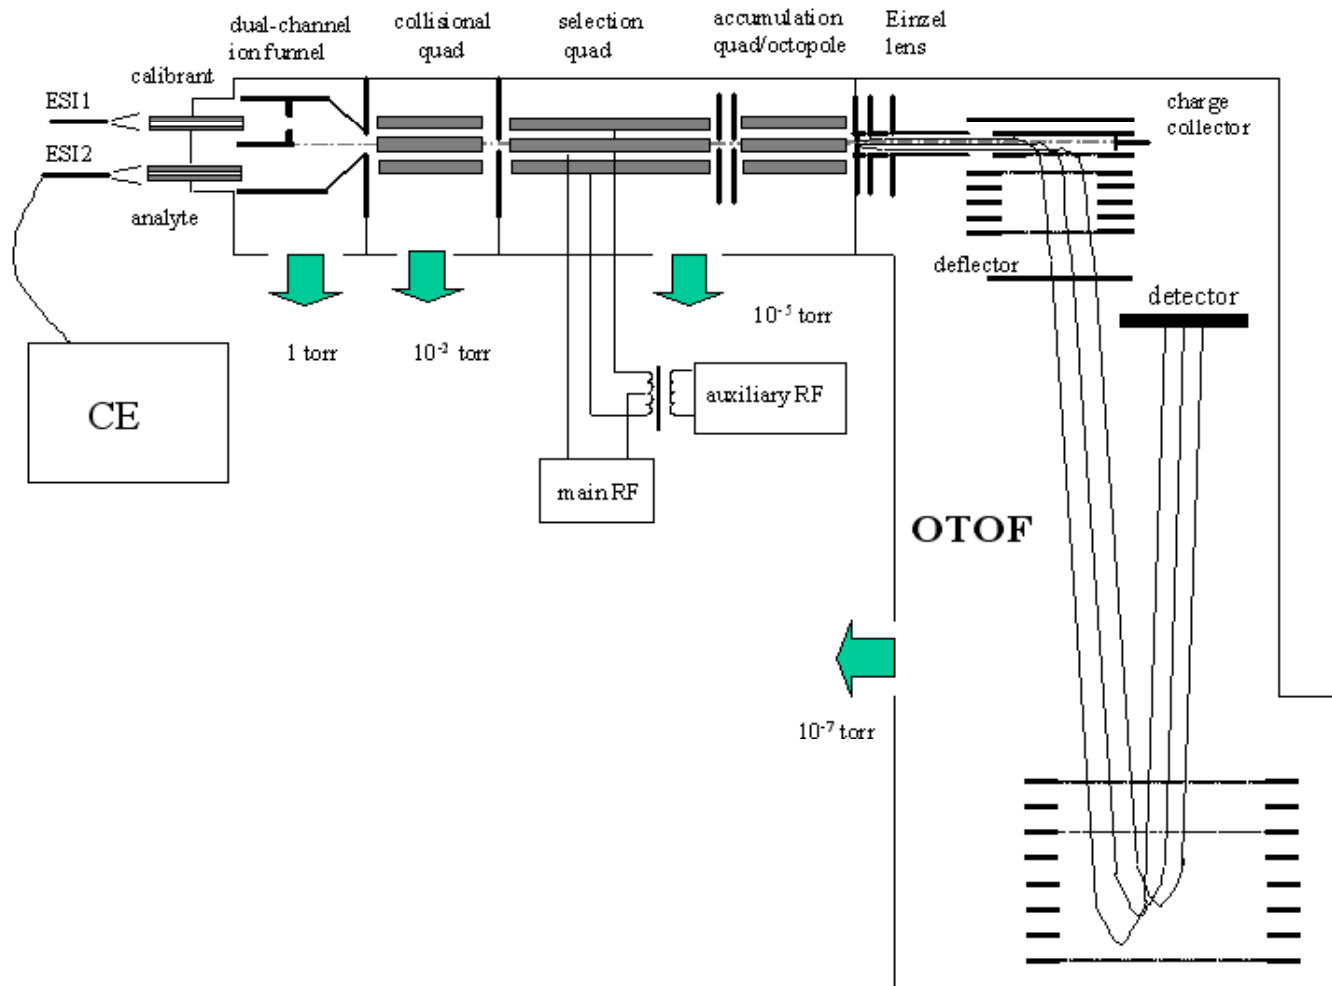 dual-channel
ion funnel
collisional
quad
selection
quad
accumulation
quad/octopole
Einzel
lens
calibrant
ESI1
ESI2
analyte
charge
collector
deflector
detector
1 torr
10⁻² torr
10⁻⁵ torr
CE
auxiliary RF
main RF
OTOF
10⁻⁷ torr